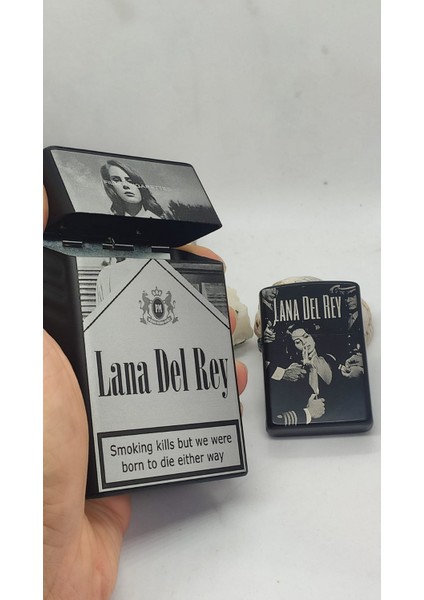 Lana Del Rey
Smoking kills but we were
born to die either way
LANA DEL REY